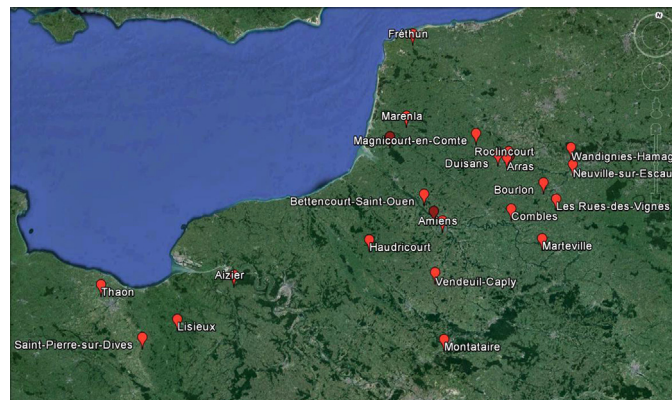 Fréthun
Marenla
Magnicourt-en-Comte
Roclincourt
Wandignies-Hamag
Duisans
Arras
Neuville-sur-Escau
Bourlon
Bettencourt-Saint-Ouen
Les Rues-des-Vignes
Combles
Amiens
Haudricourt
Marteville
Aizier
Vendeuil-Caply
Thaon
Lisieux
Saint-Pierre-sur-Dives
Montataire
N